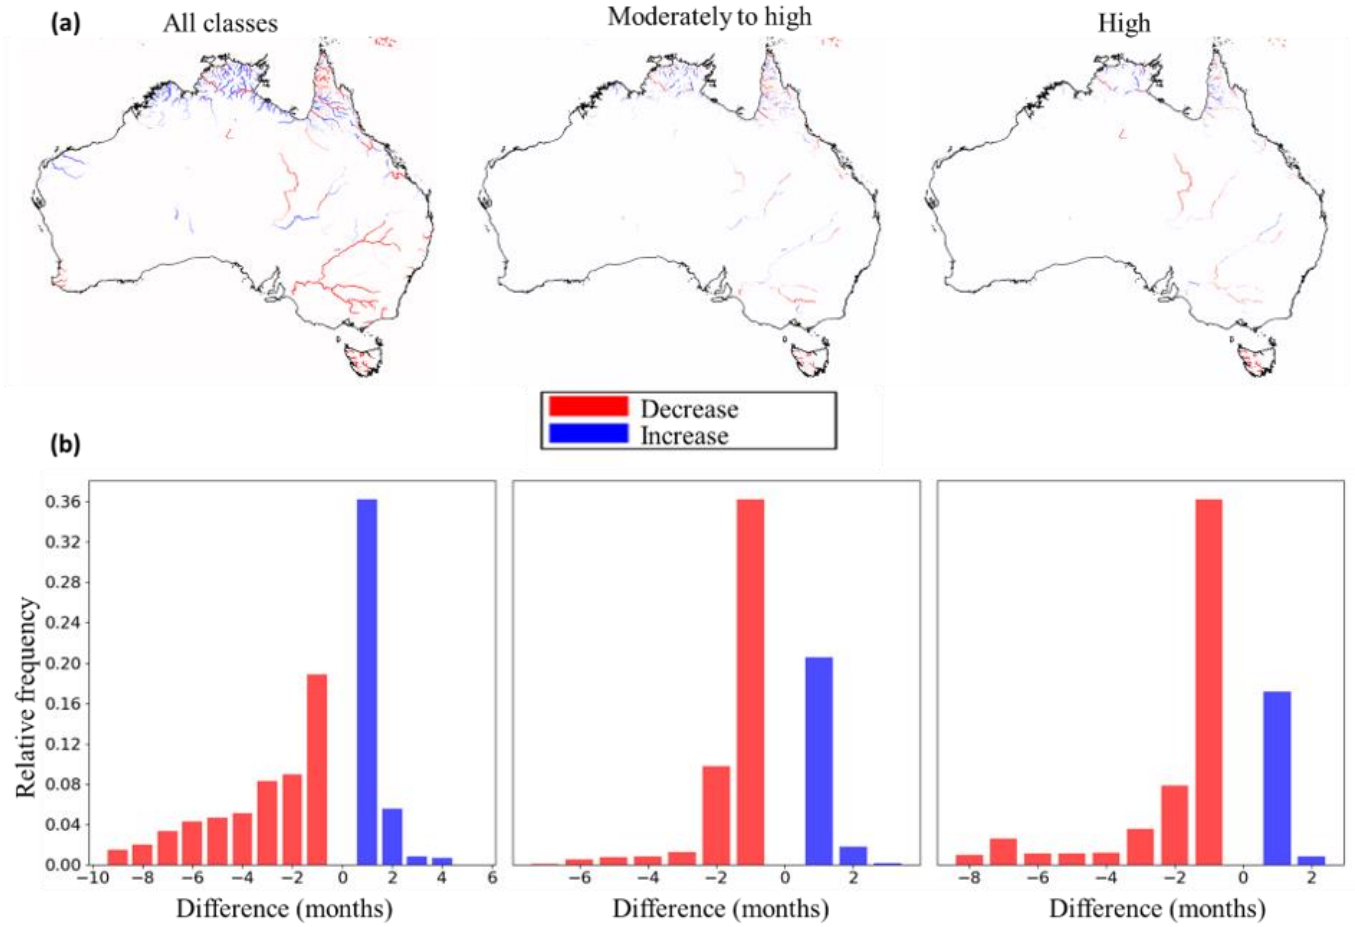 (a)
All classes
Moderately to high
High
Decrease
Increase
(b)
Relative frequency
0.36
0.32
0.28
0.24
0.20
0.16
0.12
0.08
0.04
0.00
−10 −8 −6 −4 −2 0 2 4 6
−6 −4 −2 0 2
−8 −6 −4 −2 0 2
Difference (months)
Difference (months)
Difference (months)